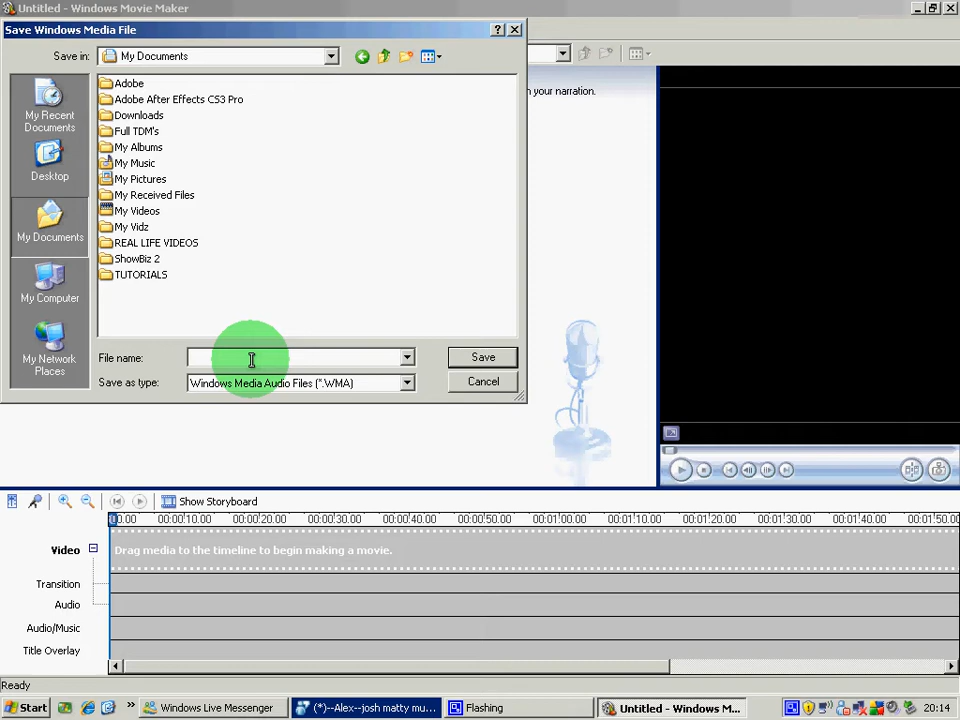 Untitled - Windows Movie Maker
Save Windows Media File
Save in:
My Documents
My Recent Documents
Desktop
My Documents
My Computer
My Network Places
Adobe
Adobe After Effects CS3 Pro
Downloads
Full TDM's
My Albums
My Music
My Pictures
My Received Files
My Videos
My Vidz
REAL LIFE VIDEOS
ShowBiz 2
TUTORIALS
File name:
Save
Save as type:
Windows Media Audio Files (*.WMA)
Cancel
your narration.
Show Storyboard
00.00 00:00:10.00 00:00:20.00 00:00:30.00 00:00:40.00 00:00:50.00 00:01:00.00 00:01:10.00 00:01:20.00 00:01:30.00 00:01:40.00 00:01:50.00
Video
Drag media to the timeline to begin making a movie.
Transition
Audio
Audio/Music
Title Overlay
Ready
Start
Windows Live Messenger
(*)--Alex--josh matty mu...
Flashing
Untitled - Windows M...
20:14